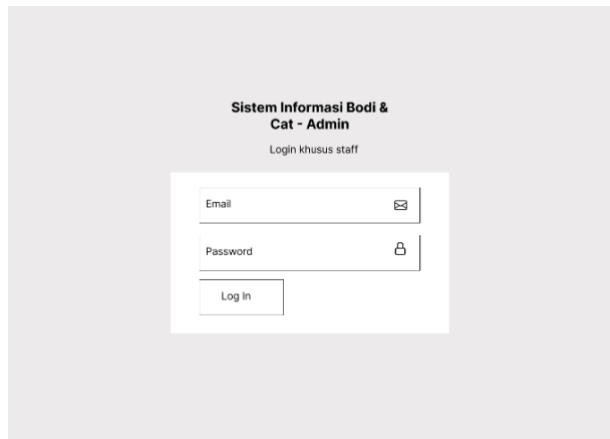 Sistem Informasi Bodi &
Cat - Admin
Login khusus staff
Email
Password
Log In